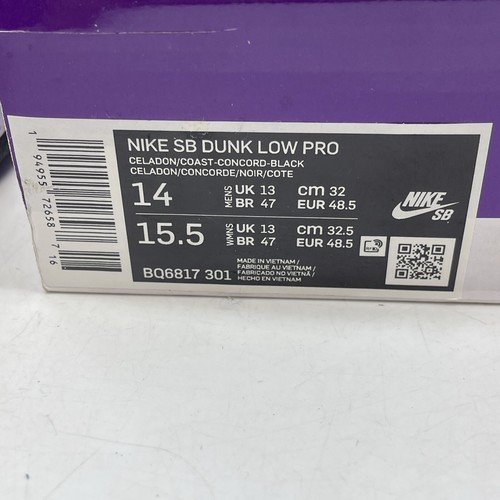 NIKE SB DUNK LOW PRO
CELADON/COAST-CONCORD-BLACK
CELADON/CONCORDE/NOIR/COTE
14 MENS UK 13 cm 32
BR 47 EUR 48.5
15.5 WMNS UK 13 cm 32.5
BR 47 EUR 48.5
BQ6817 301
MADE IN VIETNAM /
FABRIQUE AU VIETNAM /
FABRICADO NO VIETNÃ /
HECHO EN VIETNAM
NIKE
SB
1 94955 72658 7 16